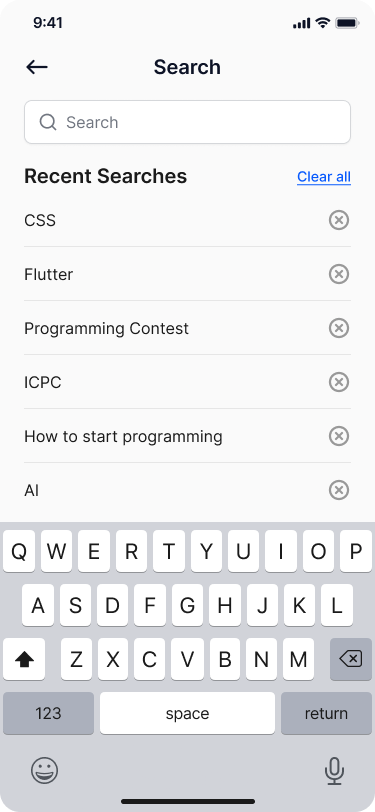 9:41
Search
Search
Recent Searches Clear all
CSS
Flutter
Programming Contest
ICPC
How to start programming
AI
Q W E R T Y U I O P
A S D F G H J K L
Z X C V B N M
123 space return